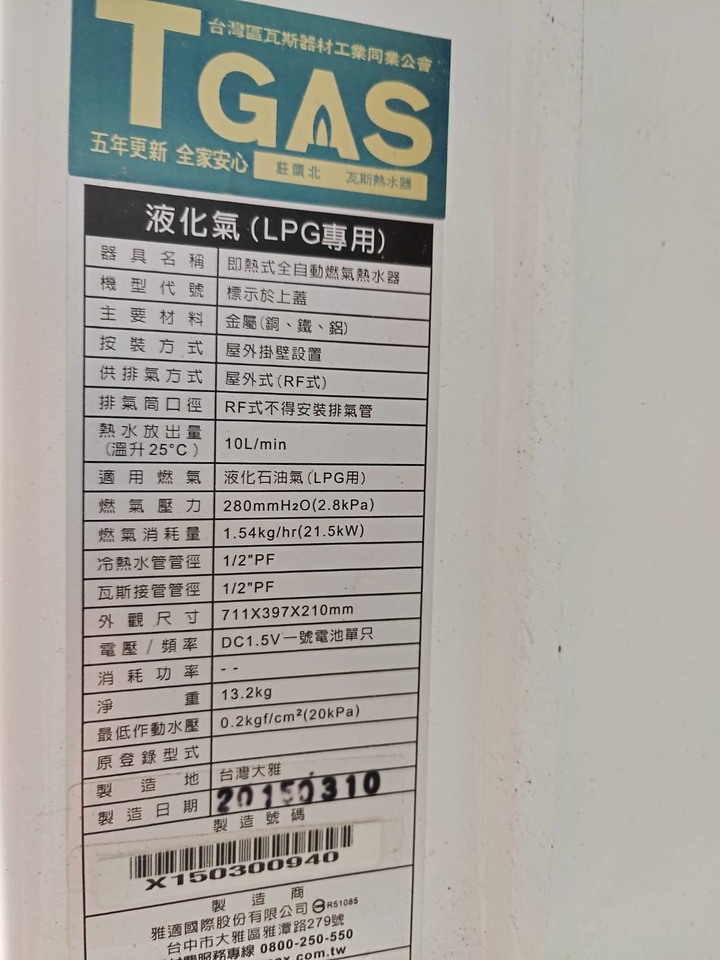 台灣區瓦斯器材工業同業公會
TGAS
五年更新 全家安心
莊頭北 瓦斯熱水器
液化氣(LPG專用)
器具名稱 即熱式全自動燃氣熱水器
機型代號 標示於上蓋
主要材料 金屬(銅、鐵、鋁)
按裝方式 屋外掛壁設置
供排氣方式 屋外式(RF式)
排氣筒口徑 RF式不得安裝排氣管
熱水放出量
(溫升25°C) 10L/min
適用燃氣 液化石油氣(LPG用)
燃氣壓力 280mmH₂O(2.8kPa)
燃氣消耗量 1.54kg/hr(21.5kW)
冷熱水管管徑 1/2"PF
瓦斯接管管徑 1/2"PF
外觀尺寸 711X397X210mm
電壓/頻率 DC1.5V一號電池單只
消耗功率 --
淨重 13.2kg
最低作動水壓 0.2kgf/cm²(20kPa)
原登錄型式
製造地 台灣大雅
製造日期 20150310
製造號碼
X150300940
製造商
雅適國際股份有限公司 R51085
台中市大雅區雅潭路279號
服務專線 0800-250-550
.com.tw